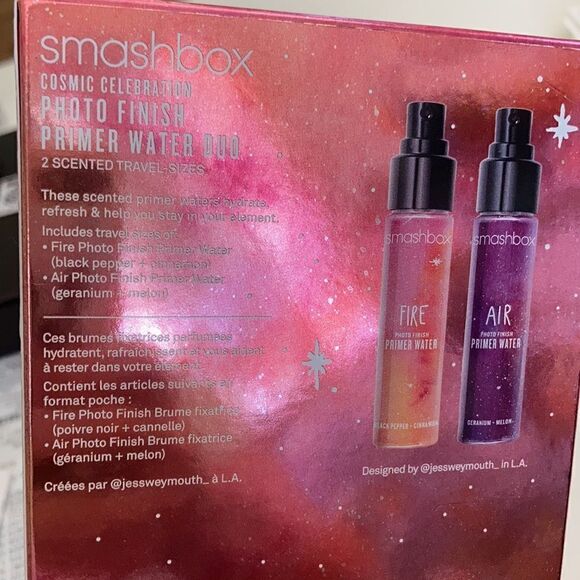 smashbox
COSMIC CELEBRATION
PHOTO FINISH
PRIMER WATER DUO
2 SCENTED TRAVEL-SIZES
These scented primer waters hydrate,
refresh & help you stay in your element.
Includes travel sizes of:
• Fire Photo Finish Primer Water
(black pepper + cinnamon)
• Air Photo Finish Primer Water
(geranium + melon)
Ces brumes fixatrices parfumées
hydratent, rafraîchissent et vous aident
à rester dans votre élément.
Contient les articles suivants en
format poche :
• Fire Photo Finish Brume fixatrice
(poivre noir + cannelle)
• Air Photo Finish Brume fixatrice
(géranium + melon)
Créées par @jessweymouth_ à L.A.
smashbox
FIRE
PHOTO FINISH
PRIMER WATER
BLACK PEPPER + CINNAMON
smashbox
AIR
PHOTO FINISH
PRIMER WATER
GERANIUM + MELON
Designed by @jessweymouth_ in L.A.